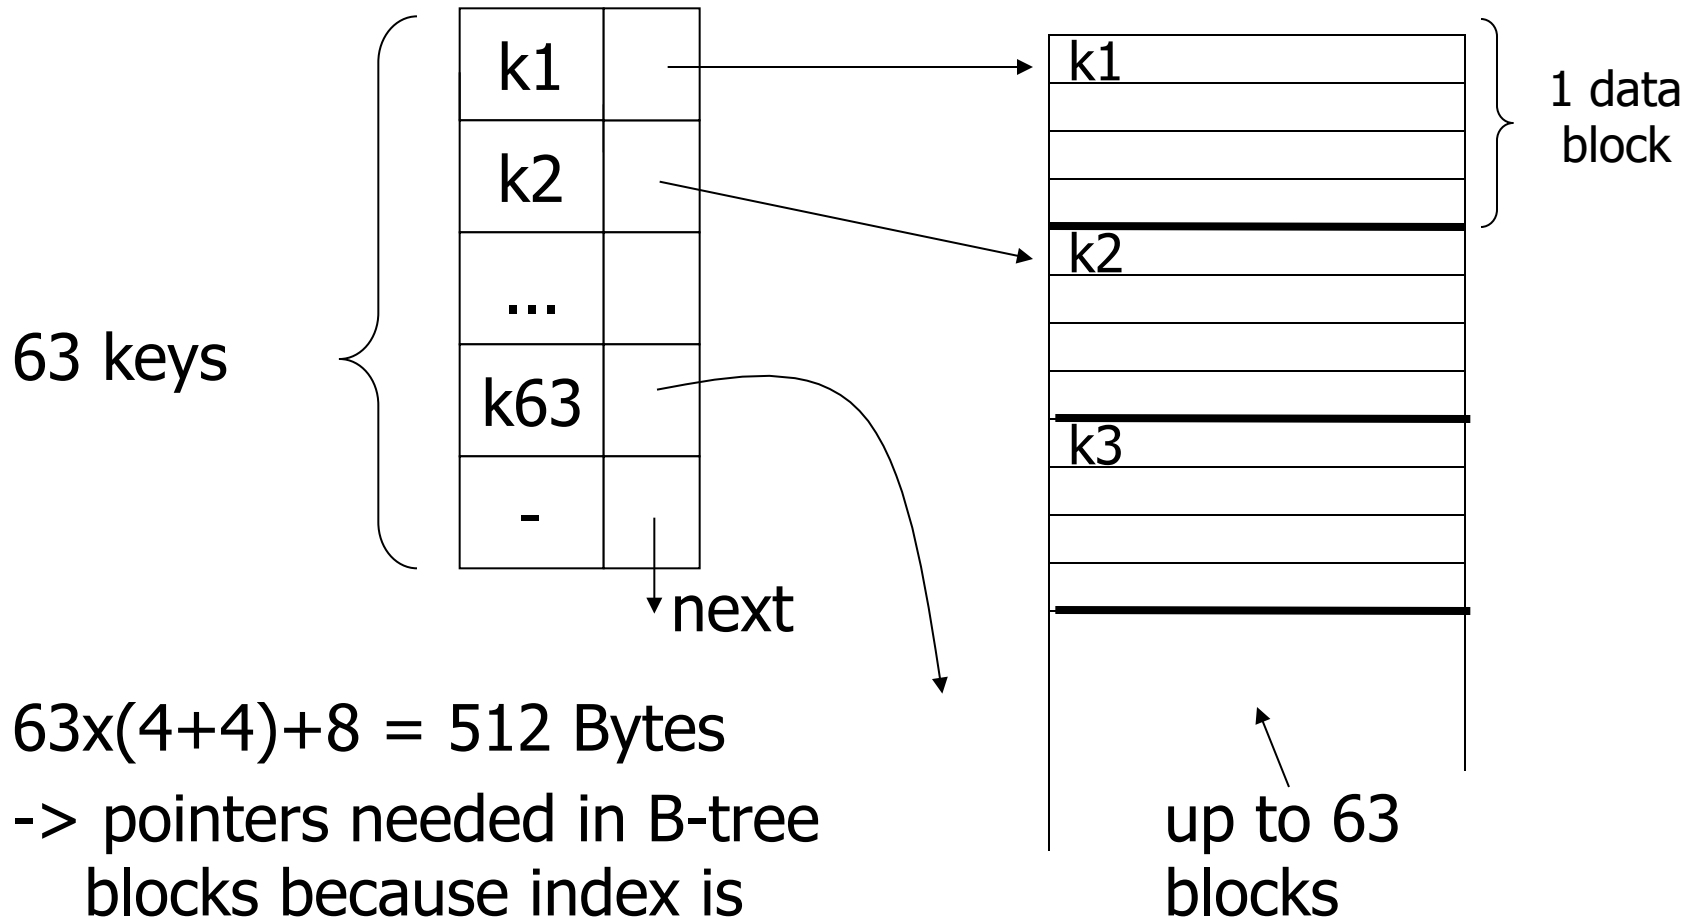 k1
k2
...
k63
-
next
63 keys
k1
k2
k3
1 data
block
63x(4+4)+8 = 512 Bytes
-> pointers needed in B-tree
blocks because index is
up to 63
blocks